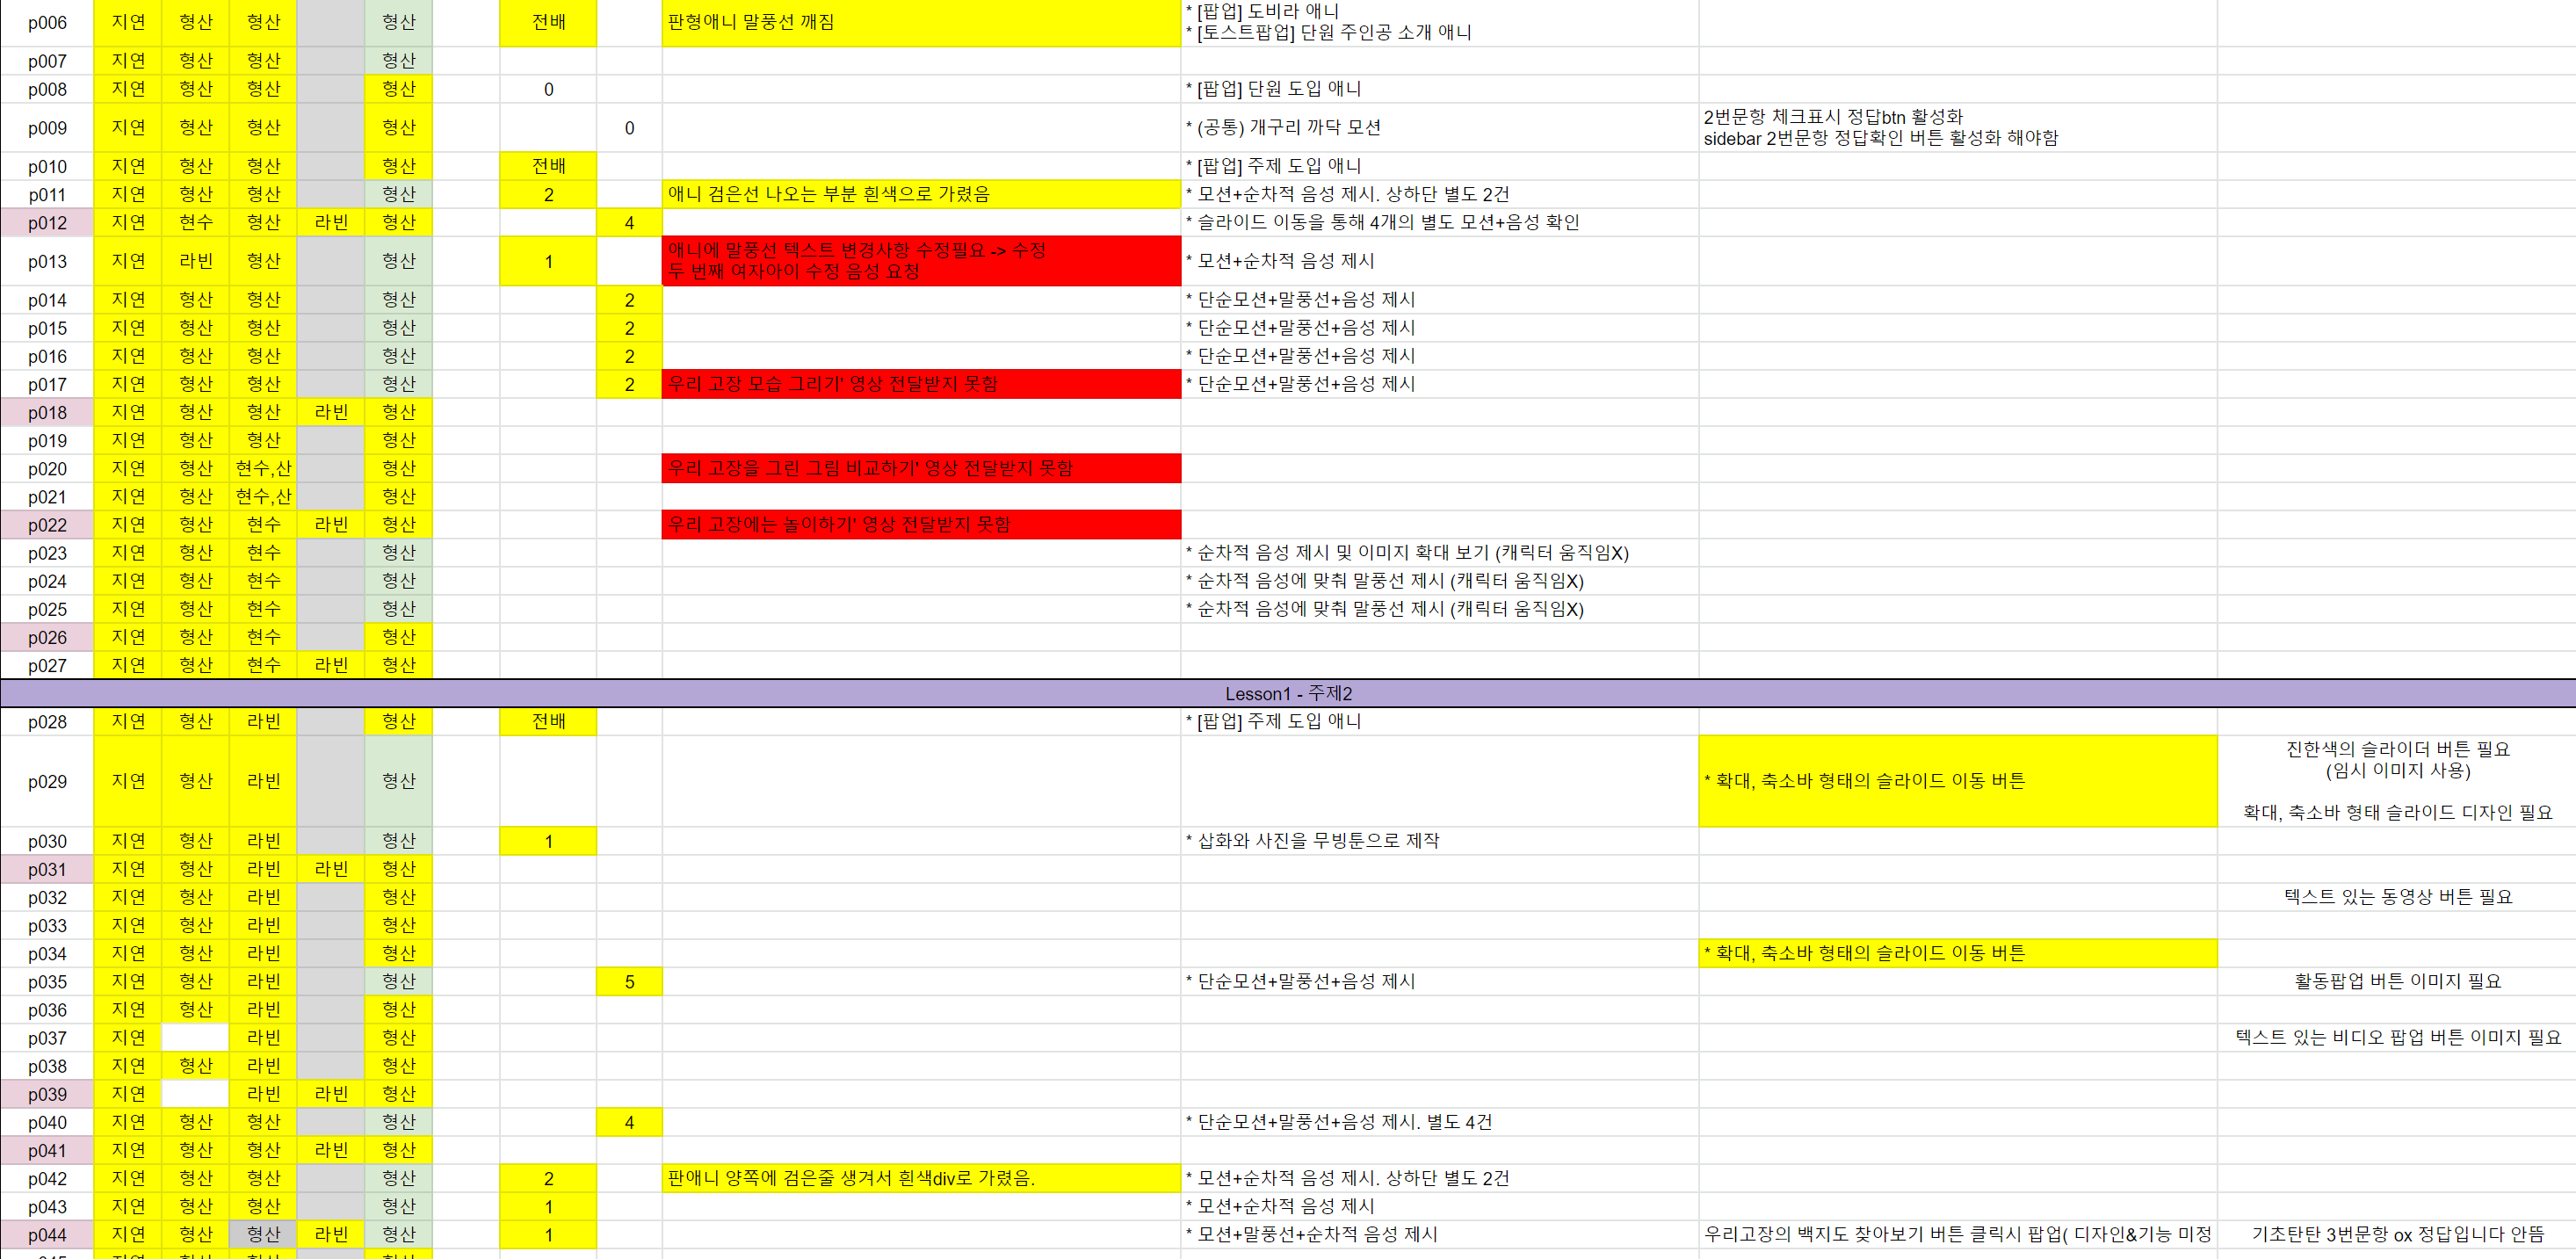 p006 지연 형산 형산 형산 전배 판형애니 말풍선 깨짐 * [팝업] 도비라 애니
* [토스트팝업] 단원 주인공 소개 애니
p007 지연 형산 형산 형산
p008 지연 형산 형산 형산 0 * [팝업] 단원 도입 애니
p009 지연 형산 형산 형산 0 * (공통) 개구리 까닥 모션 2번문항 체크표시 정답btn 활성화
sidebar 2번문항 정답확인 버튼 활성화 해야함
p010 지연 형산 형산 형산 전배 * [팝업] 주제 도입 애니
p011 지연 형산 형산 형산 2 애니 검은선 나오는 부분 흰색으로 가렸음 * 모션+순차적 음성 제시. 상하단 별도 2건
p012 지연 현수 형산 라빈 형산 4 * 슬라이드 이동을 통해 4개의 별도 모션+음성 확인
p013 지연 라빈 형산 형산 1 애니에 말풍선 텍스트 변경사항 수정필요 -> 수정
두 번째 여자아이 수정 음성 요청 * 모션+순차적 음성 제시
p014 지연 형산 형산 형산 2 * 단순모션+말풍선+음성 제시
p015 지연 형산 형산 형산 2 * 단순모션+말풍선+음성 제시
p016 지연 형산 형산 형산 2 * 단순모션+말풍선+음성 제시
p017 지연 형산 형산 형산 2 우리 고장 모습 그리기' 영상 전달받지 못함 * 단순모션+말풍선+음성 제시
p018 지연 형산 형산 라빈 형산
p019 지연 형산 형산 형산
p020 지연 형산 현수,산 형산 우리 고장을 그린 그림 비교하기' 영상 전달받지 못함
p021 지연 형산 현수,산 형산
p022 지연 형산 현수 라빈 형산 우리 고장에는 놀이하기' 영상 전달받지 못함
p023 지연 형산 현수 형산 * 순차적 음성 제시 및 이미지 확대 보기 (캐릭터 움직임X)
p024 지연 형산 현수 형산 * 순차적 음성에 맞춰 말풍선 제시 (캐릭터 움직임X)
p025 지연 형산 현수 형산 * 순차적 음성에 맞춰 말풍선 제시 (캐릭터 움직임X)
p026 지연 형산 현수 형산
p027 지연 형산 현수 라빈 형산
Lesson1 - 주제2
p028 지연 형산 라빈 형산 전배 * [팝업] 주제 도입 애니
p029 지연 형산 라빈 형산 * 확대, 축소바 형태의 슬라이드 이동 버튼 진한색의 슬라이더 버튼 필요
(임시 이미지 사용)
확대, 축소바 형태 슬라이드 디자인 필요
p030 지연 형산 라빈 형산 1 * 삽화와 사진을 무빙툰으로 제작
p031 지연 형산 라빈 라빈 형산
p032 지연 형산 라빈 형산 텍스트 있는 동영상 버튼 필요
p033 지연 형산 라빈 형산
p034 지연 형산 라빈 형산 * 확대, 축소바 형태의 슬라이드 이동 버튼
p035 지연 형산 라빈 형산 5 * 단순모션+말풍선+음성 제시 활동팝업 버튼 이미지 필요
p036 지연 형산 라빈 형산
p037 지연 라빈 형산 텍스트 있는 비디오 팝업 버튼 이미지 필요
p038 지연 형산 라빈 형산
p039 지연 라빈 라빈 형산
p040 지연 형산 형산 형산 4 * 단순모션+말풍선+음성 제시. 별도 4건
p041 지연 형산 형산 라빈 형산
p042 지연 형산 형산 형산 2 판애니 양쪽에 검은줄 생겨서 흰색div로 가렸음. * 모션+순차적 음성 제시. 상하단 별도 2건
p043 지연 형산 형산 형산 1 * 모션+순차적 음성 제시
p044 지연 형산 형산 라빈 형산 1 * 모션+말풍선+순차적 음성 제시 우리고장의 백지도 찾아보기 버튼 클릭시 팝업( 디자인&기능 미정 기초탄탄 3번문항 ox 정답입니다 안뜸